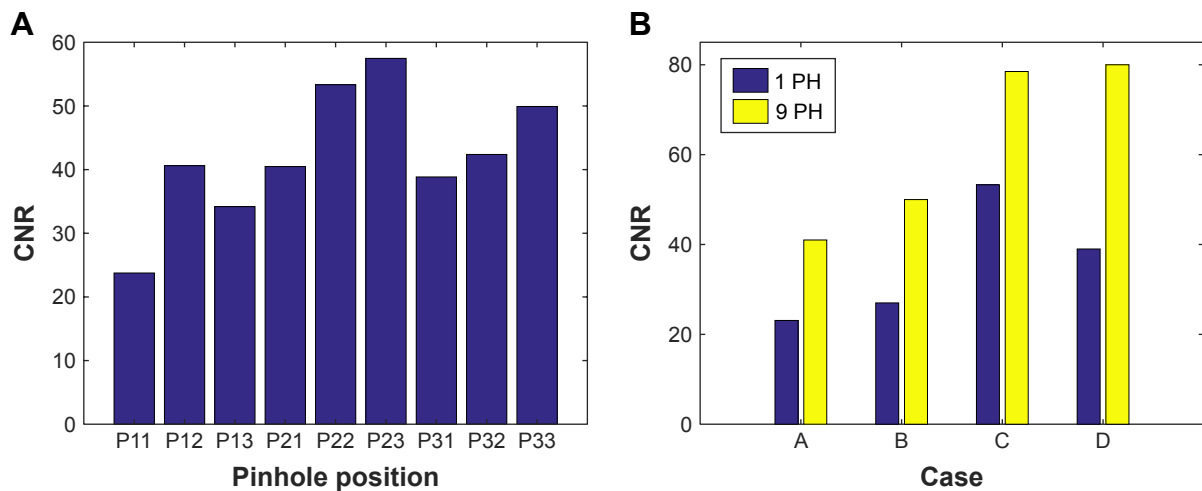 A
CNR
60
50
40
30
20
10
0
P11 P12 P13 P21 P22 P23 P31 P32 P33
Pinhole position
B
CNR
80
60
40
20
0
1 PH
9 PH
A B C D
Case